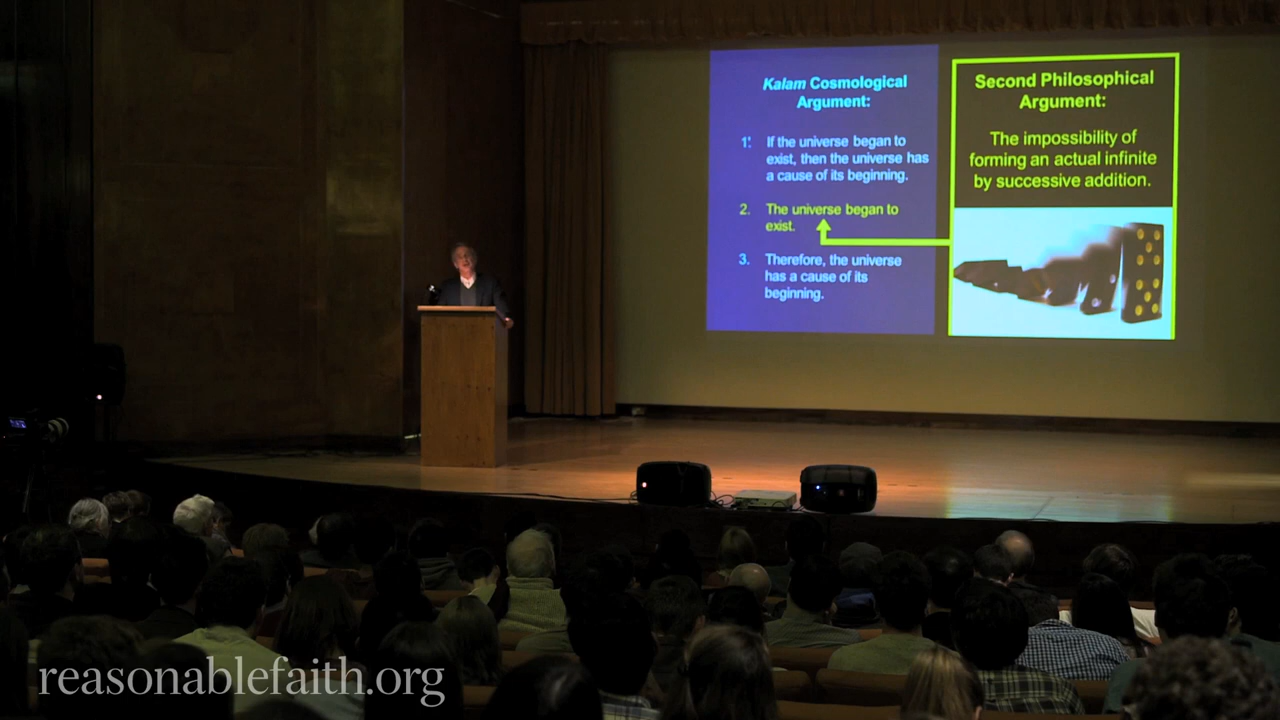 Kalam Cosmological
Argument:
1'. If the universe began to
exist, then the universe has
a cause of its beginning.
2. The universe began to
exist.
3. Therefore, the universe
has a cause of its
beginning.
Second Philosophical
Argument:
The impossibility of
forming an actual infinite
by successive addition.
reasonablefaith.org